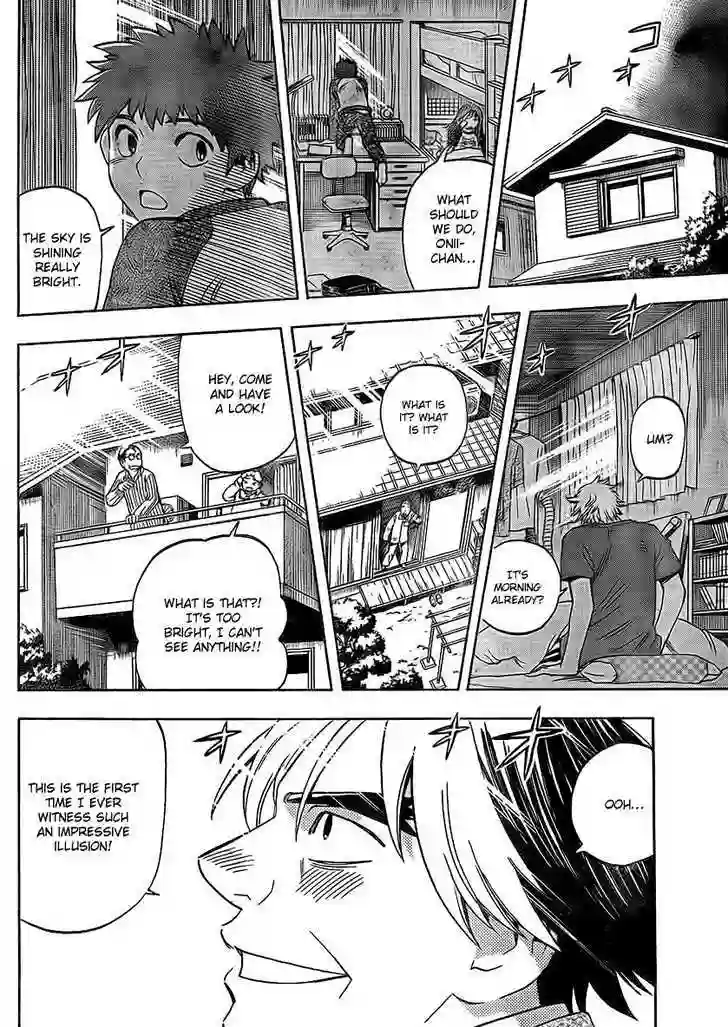 WHAT
SHOULD
WE DO,
ONII-
CHAN...
THE SKY IS
SHINING
REALLY
BRIGHT.
UM?
IT'S
MORNING
ALREADY?
WHAT IS
IT? WHAT
IS IT?
HEY, COME
AND HAVE
A LOOK!
WHAT IS THAT?!
IT'S TOO
BRIGHT, I CAN'T
SEE ANYTHING!!
OOH...
THIS IS THE FIRST
TIME I EVER
WITNESS SUCH
AN IMPRESSIVE
ILLUSION!